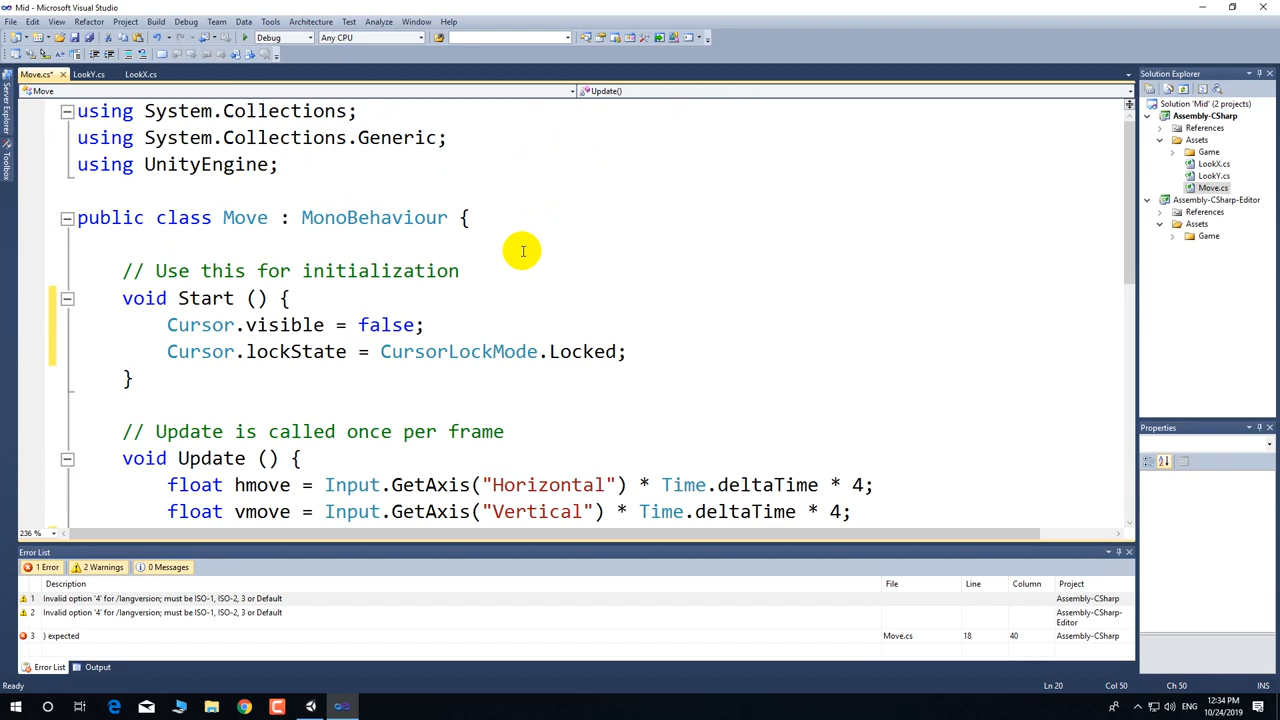 Mid - Microsoft Visual Studio
File Edit View Refactor Project Build Debug Team Data Tools Architecture Test Analyze Window Help
Debug Any CPU
Move.cs* LookY.cs LookX.cs
Move Update()
using System.Collections;
using System.Collections.Generic;
using UnityEngine;
public class Move : MonoBehaviour {
// Use this for initialization
void Start () {
Cursor.visible = false;
Cursor.lockState = CursorLockMode.Locked;
}
// Update is called once per frame
void Update () {
float hmove = Input.GetAxis("Horizontal") * Time.deltaTime * 4;
float vmove = Input.GetAxis("Vertical") * Time.deltaTime * 4;
236 %
Server Explorer
Toolbox
Solution Explorer
Solution 'Mid' (2 projects)
Assembly-CSharp
References
Assets
Game
LookX.cs
LookY.cs
Move.cs
Assembly-CSharp-Editor
References
Assets
Game
Properties
Error List
1 Error 2 Warnings 0 Messages
Description File Line Column Project
1 Invalid option '4' for /langversion; must be ISO-1, ISO-2, 3 or Default Assembly-CSharp
2 Invalid option '4' for /langversion; must be ISO-1, ISO-2, 3 or Default Assembly-CSharp-
Editor
3 ) expected Move.cs 18 40 Assembly-CSharp
Error List Output
Ready Ln 20 Col 50 Ch 50 INS
12:34 PM
10/24/2019